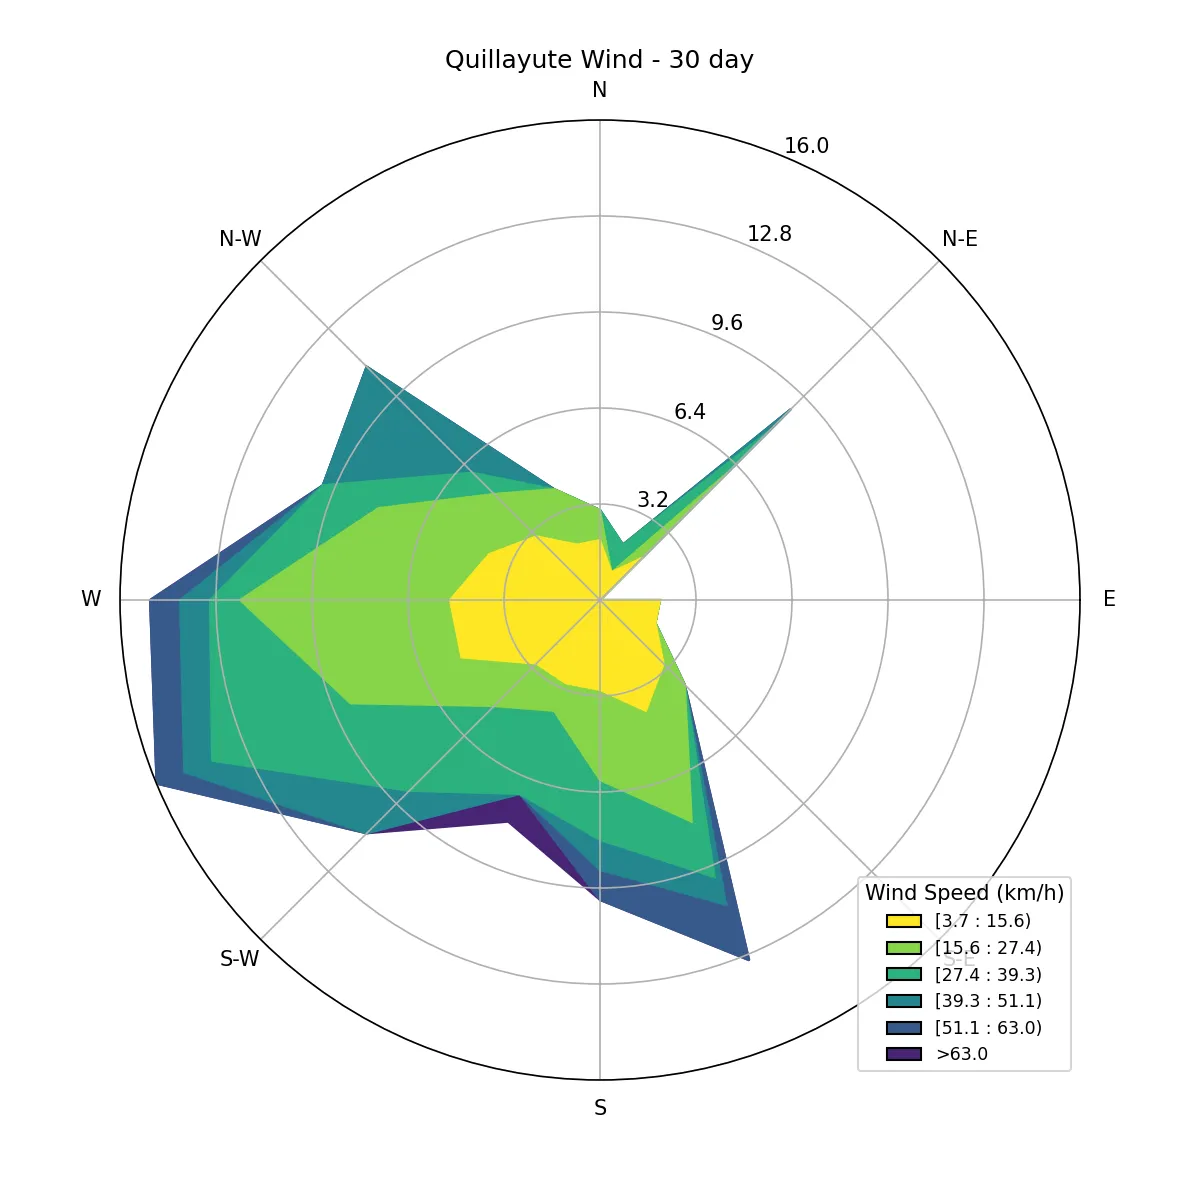 Quillayute Wind - 30 day
N
16.0
12.8
N-W
N-E
9.6
6.4
3.2
W
E
S-W
S-E
S
Wind Speed (km/h)
[3.7 : 15.6)
[15.6 : 27.4)
[27.4 : 39.3)
[39.3 : 51.1)
[51.1 : 63.0)
>63.0